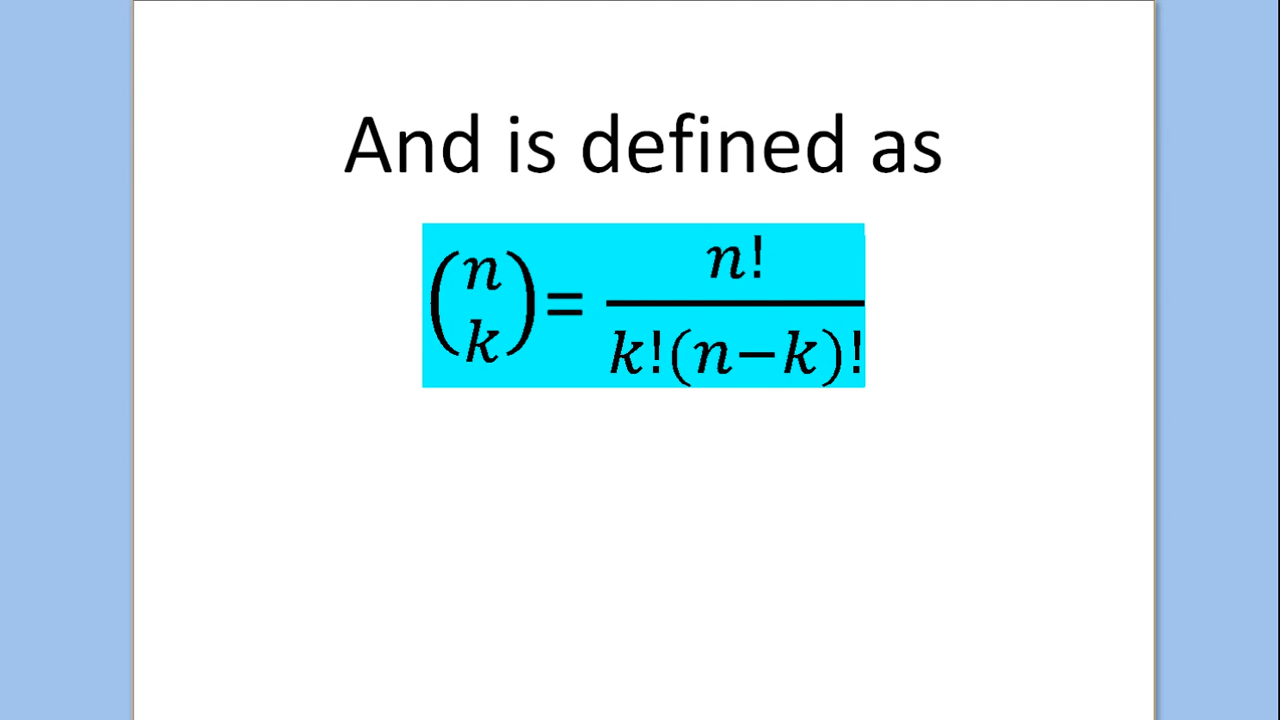 And is defined as
(n k) = n! / k!(n−k)!